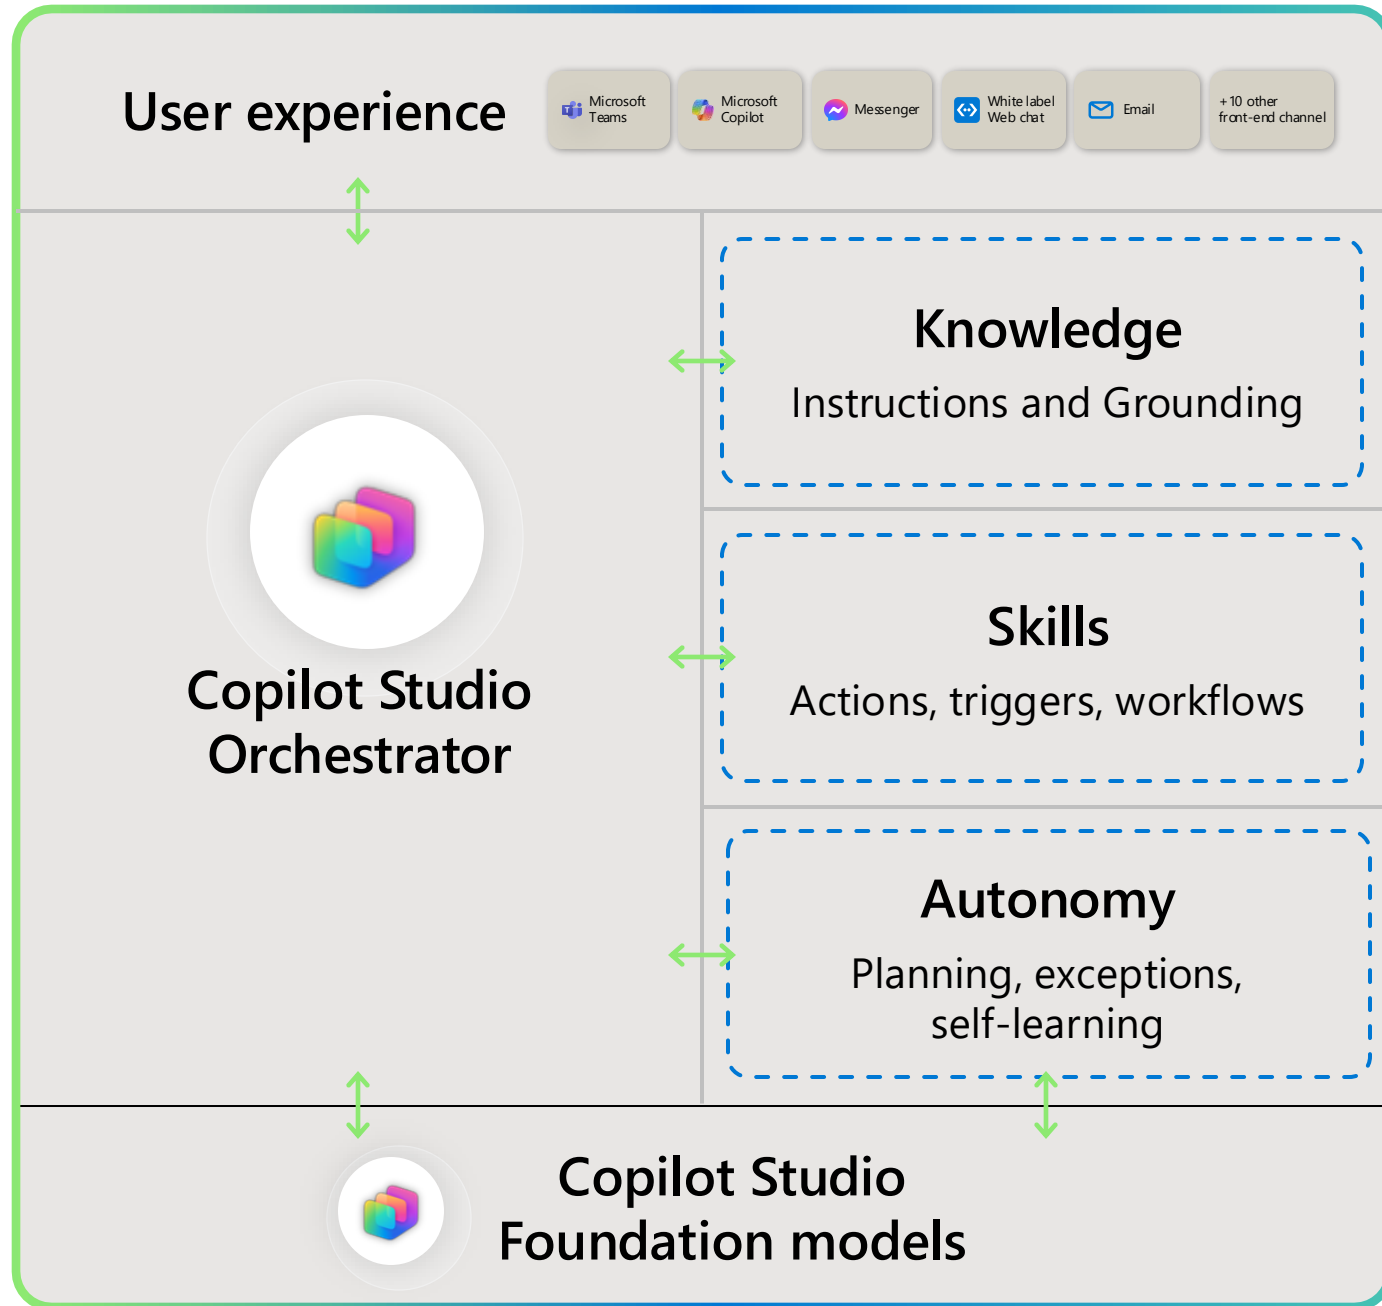 User experience
Microsoft
Teams
Microsoft
Copilot
Messenger
White label
Web chat
Email
+10 other
front-end channel
Knowledge
Instructions and Grounding
Copilot Studio
Orchestrator
Skills
Actions, triggers, workflows
Autonomy
Planning, exceptions,
self-learning
Copilot Studio
Foundation models